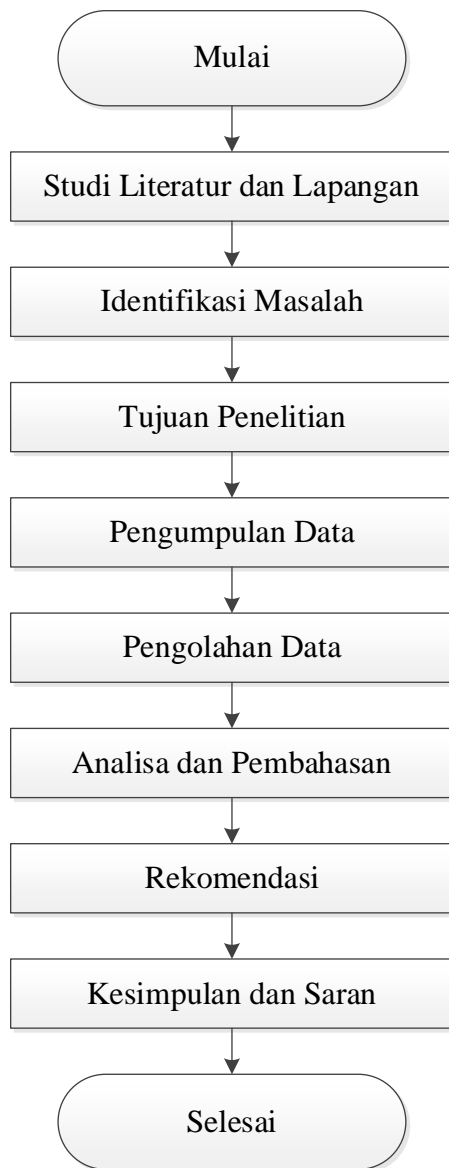 Mulai
Studi Literatur dan Lapangan
Identifikasi Masalah
Tujuan Penelitian
Pengumpulan Data
Pengolahan Data
Analisa dan Pembahasan
Rekomendasi
Kesimpulan dan Saran
Selesai